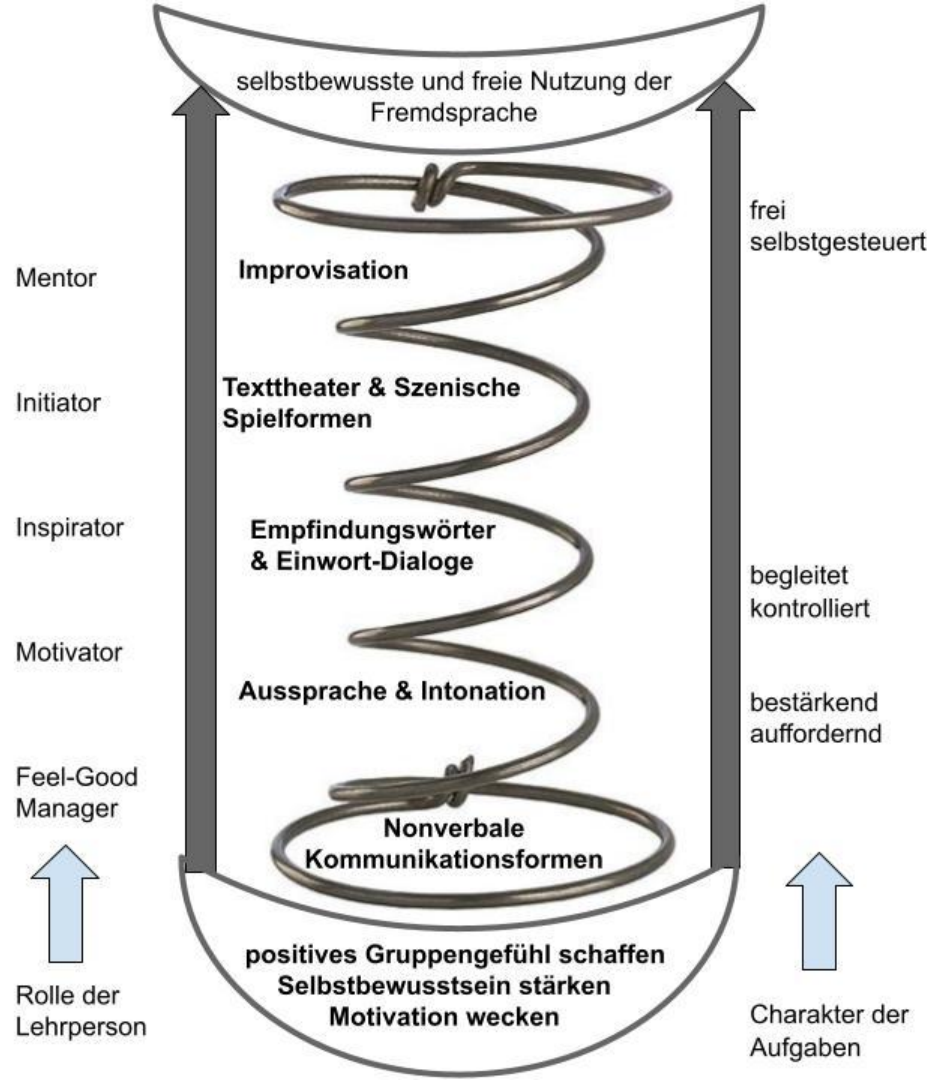 selbstbewusste und freie Nutzung der
Fremdsprache
Mentor
Initiator
Inspirator
Motivator
Feel-Good
Manager
Rolle der
Lehrperson
Improvisation
Texttheater & Szenische
Spielformen
Empfindungswörter
& Einwort-Dialoge
Aussprache & Intonation
Nonverbale
Kommunikationsformen
positives Gruppengefühl schaffen
Selbstbewusstsein stärken
Motivation wecken
frei
selbstgesteuert
begleitet
kontrolliert
bestärkend
auffordernd
Charakter der
Aufgaben